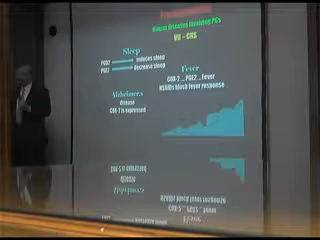 Human diseases involving PGs
VII - CNS
Sleep
PGD2 induces sleep
PGE2 decrease sleep
Fever
COX-2 ... PGE2 .. Fever
NSAIDs block fever response
Alzheimers
disease
COX-2 is expressed